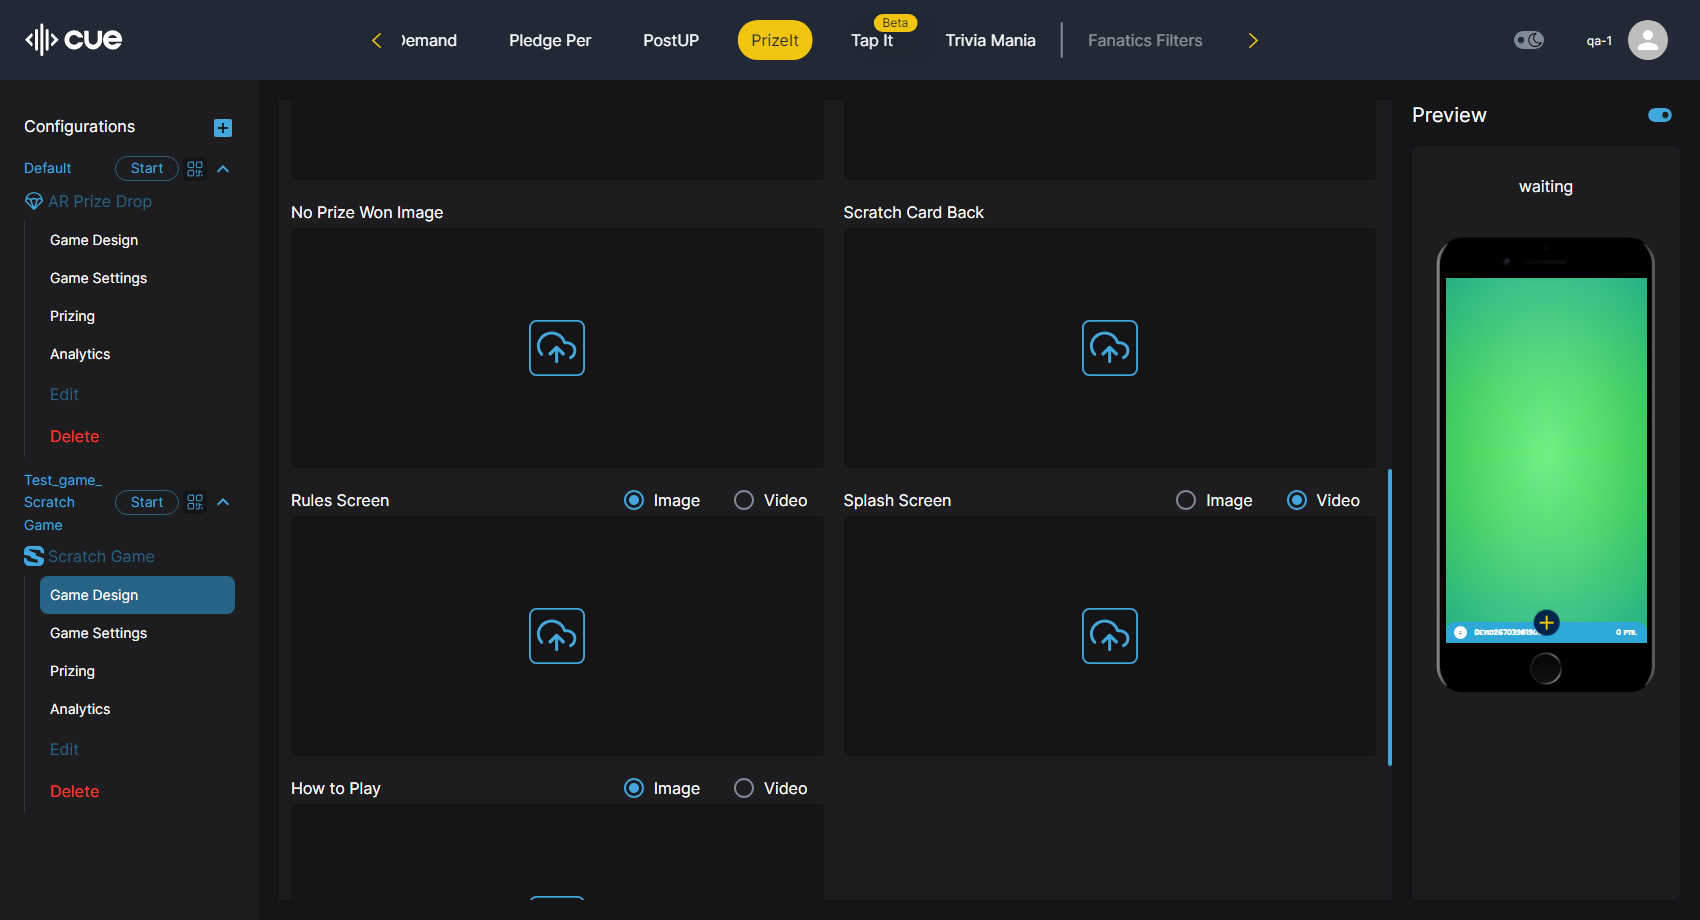 cue
Demand
Pledge Per
PostUP
PrizeIt
Beta
Tap It
Trivia Mania
Fanatics Filters
qa-1
Configurations
Default
Start
AR Prize Drop
Game Design
Game Settings
Prizing
Analytics
Edit
Delete
Test_game_
Scratch
Game
Start
Scratch Game
Game Design
Game Settings
Prizing
Analytics
Edit
Delete
No Prize Won Image
Scratch Card Back
Rules Screen
Image
Video
Splash Screen
Image
Video
How to Play
Image
Video
Preview
waiting
0 PTS.